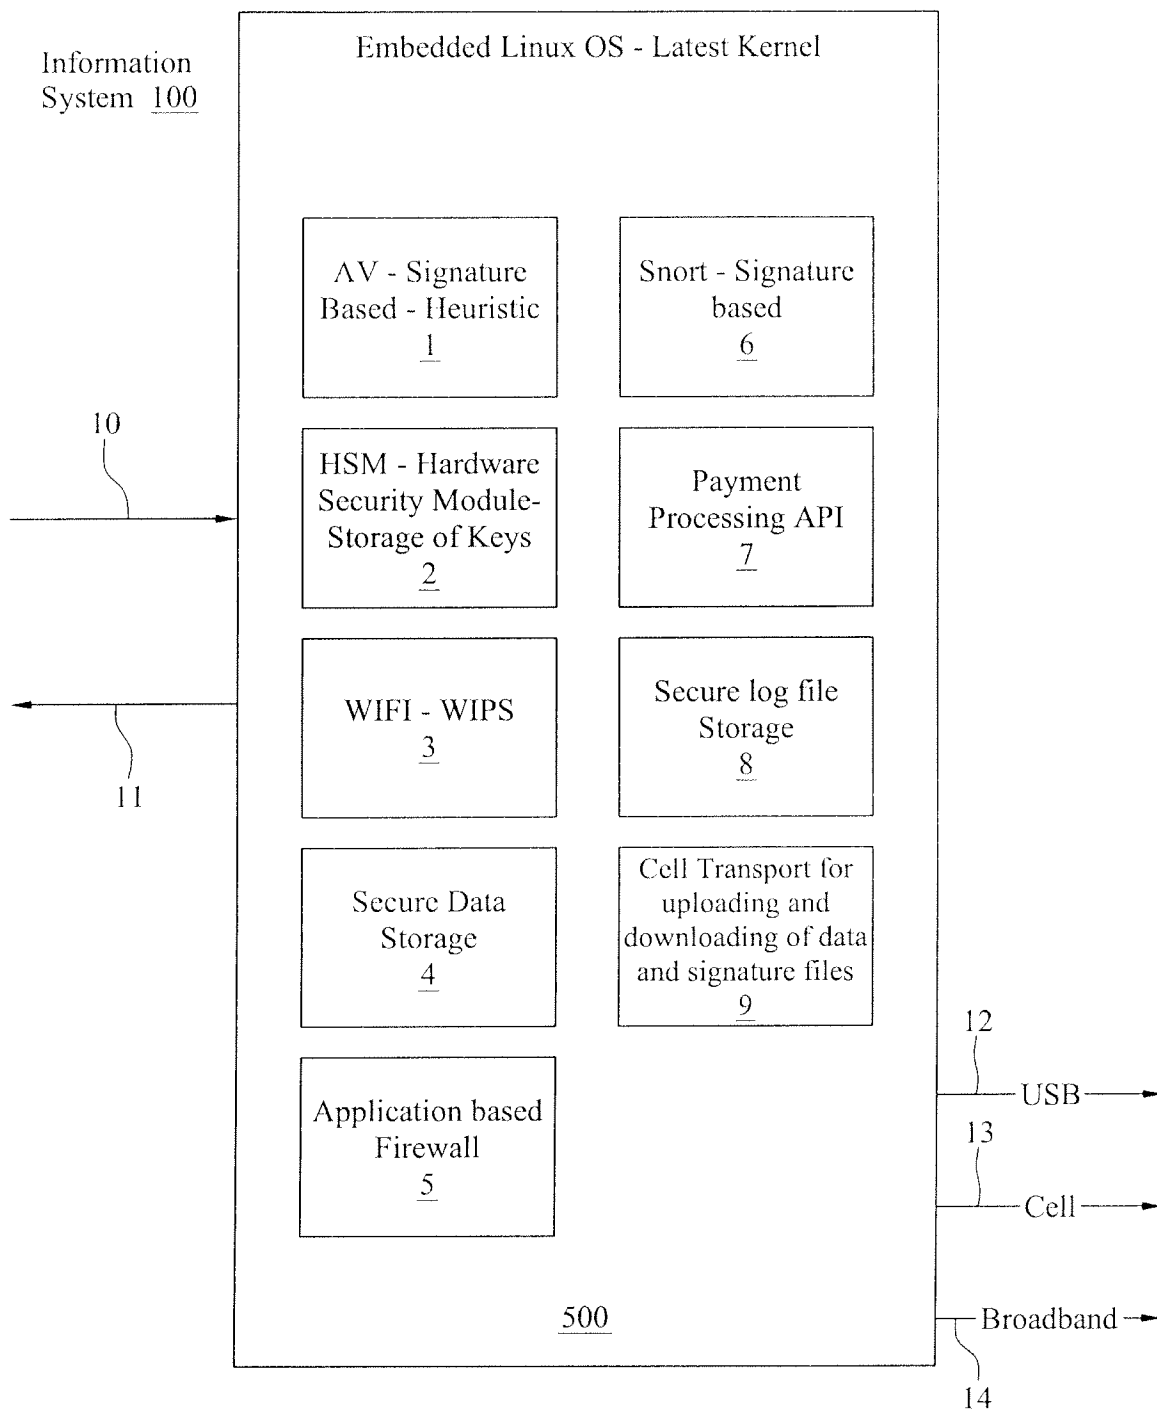 Embedded Linux OS - Latest Kernel
Information
System 100
AV - Signature
Based - Heuristic
1
Snort - Signature
based
6
10
HSM - Hardware
Security Module-
Storage of Keys
2
Payment
Processing API
7
WIFI - WIPS
3
Secure log file
Storage
8
11
Secure Data
Storage
4
Cell Transport for
uploading and
downloading of data
and signature files
9
12
USB
Application based
Firewall
5
13
Cell
500
Broadband
14